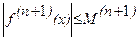 |f^(n+1)(x)| ≤ M^(n+1)